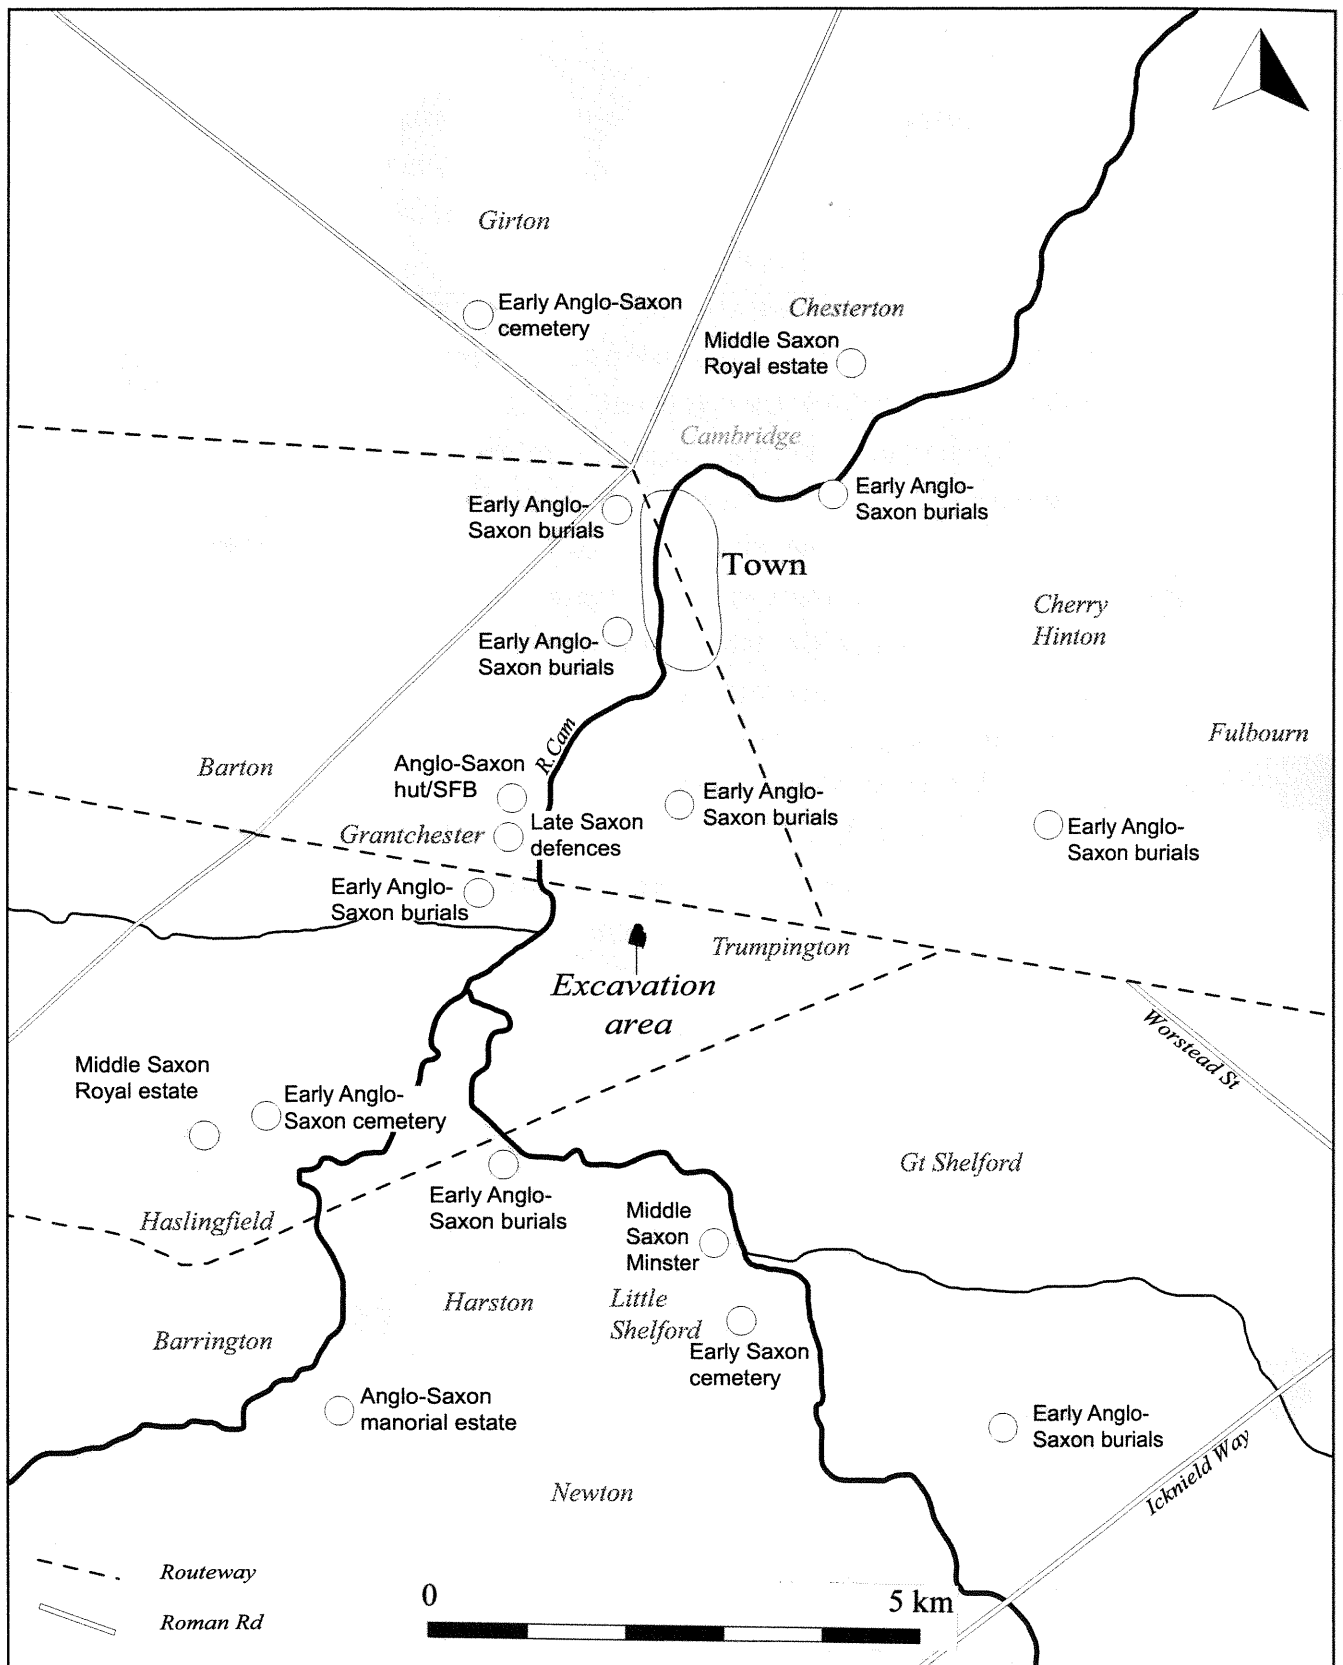 Girton
Early Anglo-Saxon
cemetery
Chesterton
Middle Saxon
Royal estate
Cambridge
Early Anglo-
Saxon burials
Early Anglo-
Saxon burials
Town
Cherry
Hinton
Early Anglo-
Saxon burials
Fulbourn
R.Cam
Barton
Anglo-Saxon
hut/SFB
Early Anglo-
Saxon burials
Grantchester
Late Saxon
defences
Early Anglo-
Saxon burials
Early Anglo-
Saxon burials
Trumpington
Excavation
area
Worstead St
Middle Saxon
Royal estate
Early Anglo-
Saxon cemetery
Gt Shelford
Early Anglo-
Saxon burials
Haslingfield
Middle
Saxon
Minster
Harston
Little
Shelford
Barrington
Early Saxon
cemetery
Anglo-Saxon
manorial estate
Early Anglo-
Saxon burials
Icknield Way
Newton
Routeway
Roman Rd
0
5 km